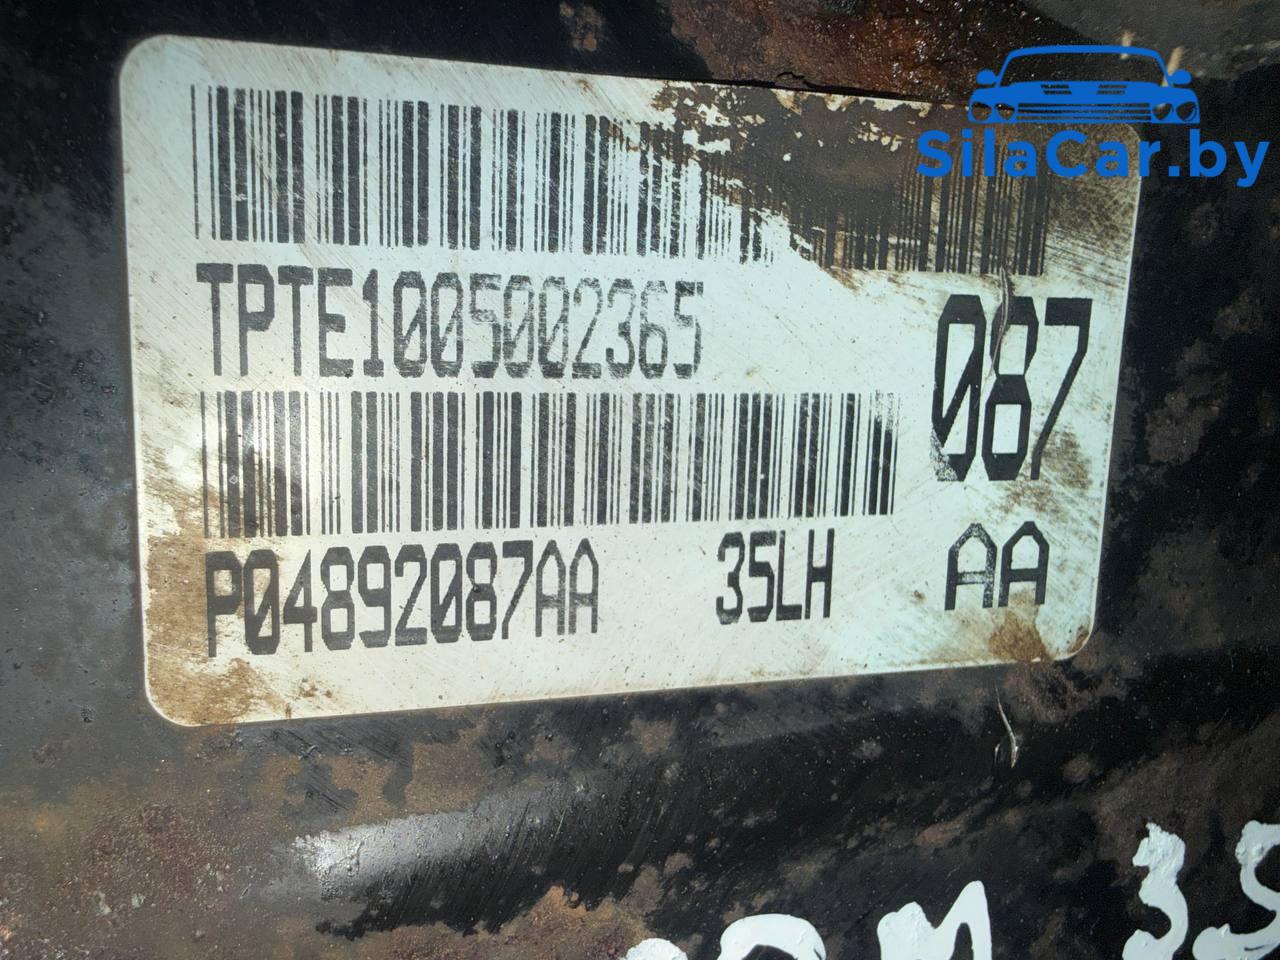 SilaCar.by
TPTE1005002365
087
P04892087AA 35LH AA